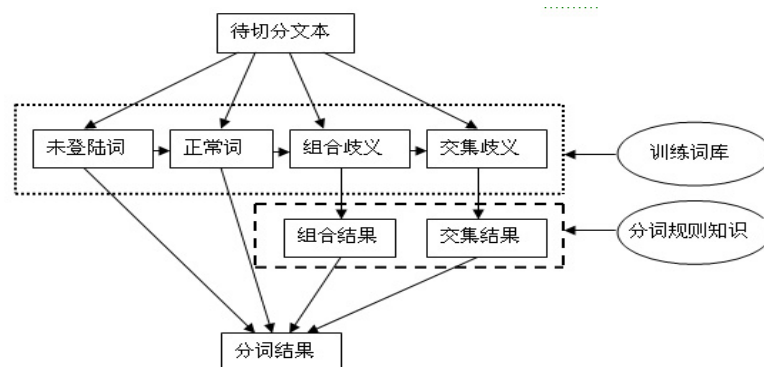 待切分文本
未登陆词
正常词
组合歧义
交集歧义
训练词库
组合结果
交集结果
分词规则知识
分词结果